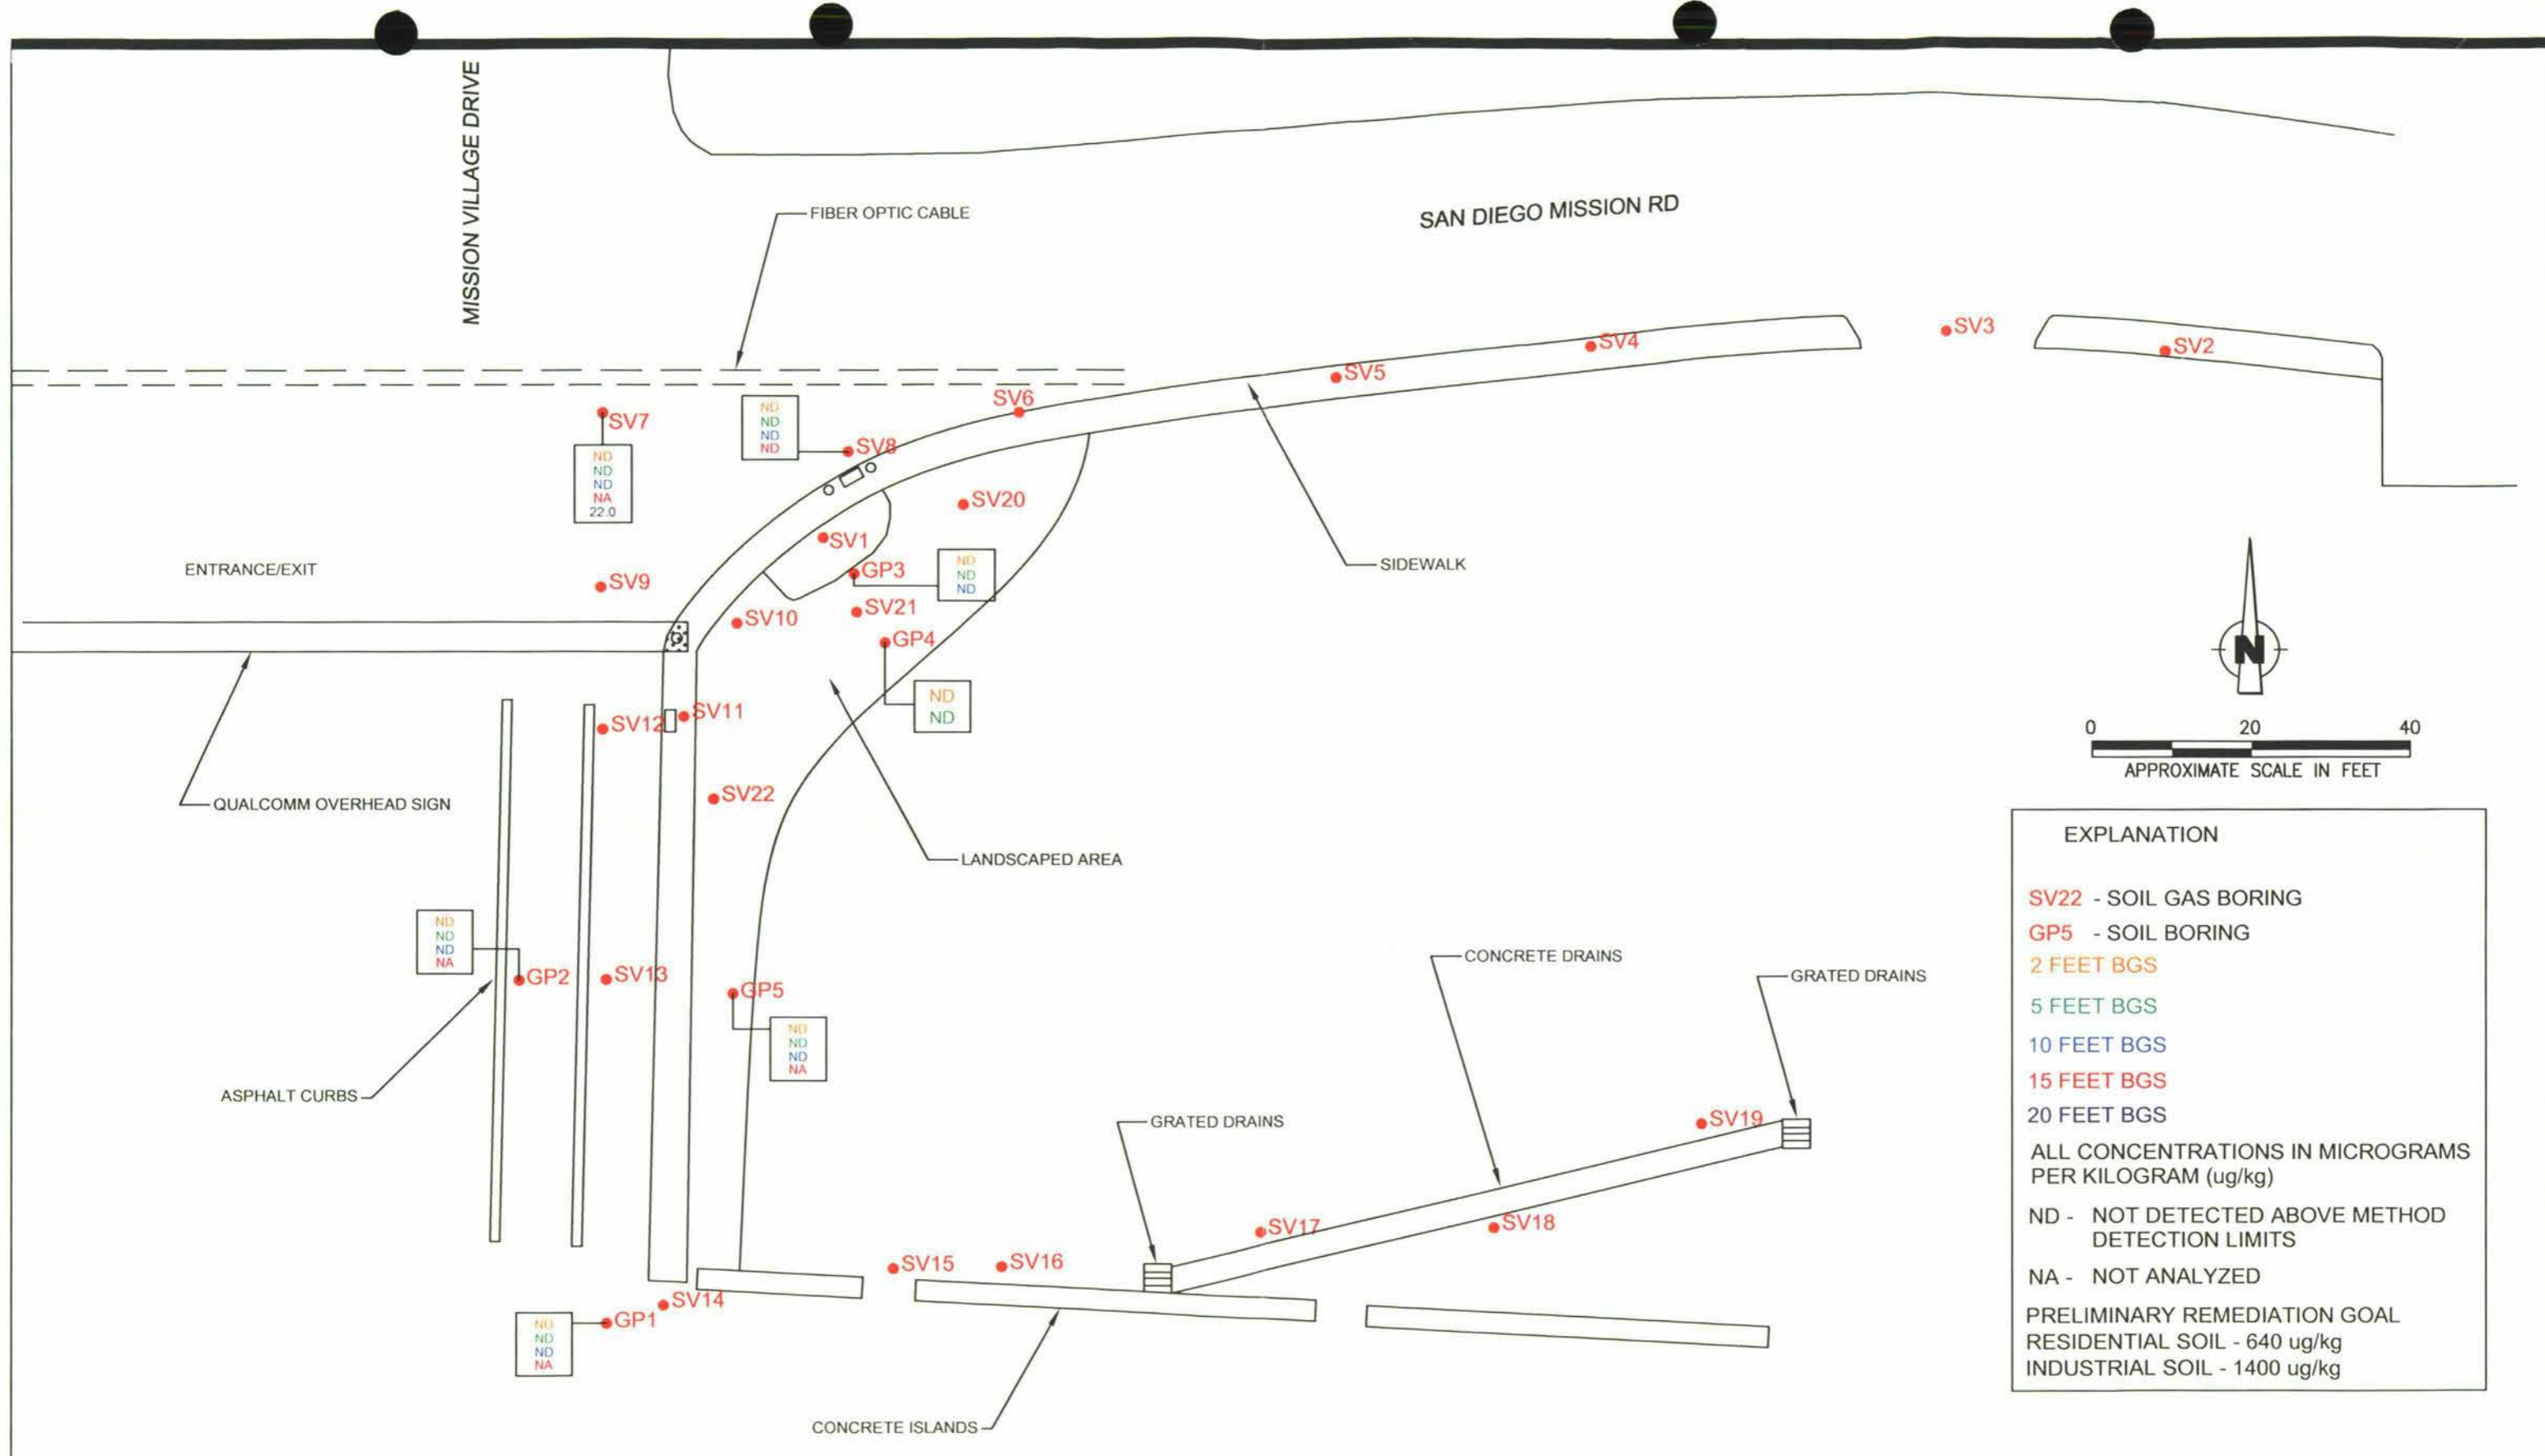 MISSION VILLAGE DRIVE
FIBER OPTIC CABLE
SAN DIEGO MISSION RD
SV3
SV4
SV2
SV5
SV6
SV7
ND
ND
ND
NA
22.0
ND
ND
ND
ND
SV8
SV20
SV1
GP3
ND
ND
ND
SIDEWALK
ENTRANCE/EXIT
SV9
SV21
SV10
GP4
ND
ND
N
SV11
SV12
0 20 40
APPROXIMATE SCALE IN FEET
SV22
QUALCOMM OVERHEAD SIGN
LANDSCAPED AREA
ND
ND
ND
NA
GP2
SV13
GP5
ND
ND
ND
NA
CONCRETE DRAINS
GRATED DRAINS
ASPHALT CURBS
GRATED DRAINS
SV19
SV17
SV18
SV15
SV16
SV14
GP1
ND
ND
ND
NA
CONCRETE ISLANDS
EXPLANATION
SV22 - SOIL GAS BORING
GP5 - SOIL BORING
2 FEET BGS
5 FEET BGS
10 FEET BGS
15 FEET BGS
20 FEET BGS
ALL CONCENTRATIONS IN MICROGRAMS
PER KILOGRAM (ug/kg)
ND - NOT DETECTED ABOVE METHOD
DETECTION LIMITS
NA - NOT ANALYZED
PRELIMINARY REMEDIATION GOAL
RESIDENTIAL SOIL - 640 ug/kg
INDUSTRIAL SOIL - 1400 ug/kg